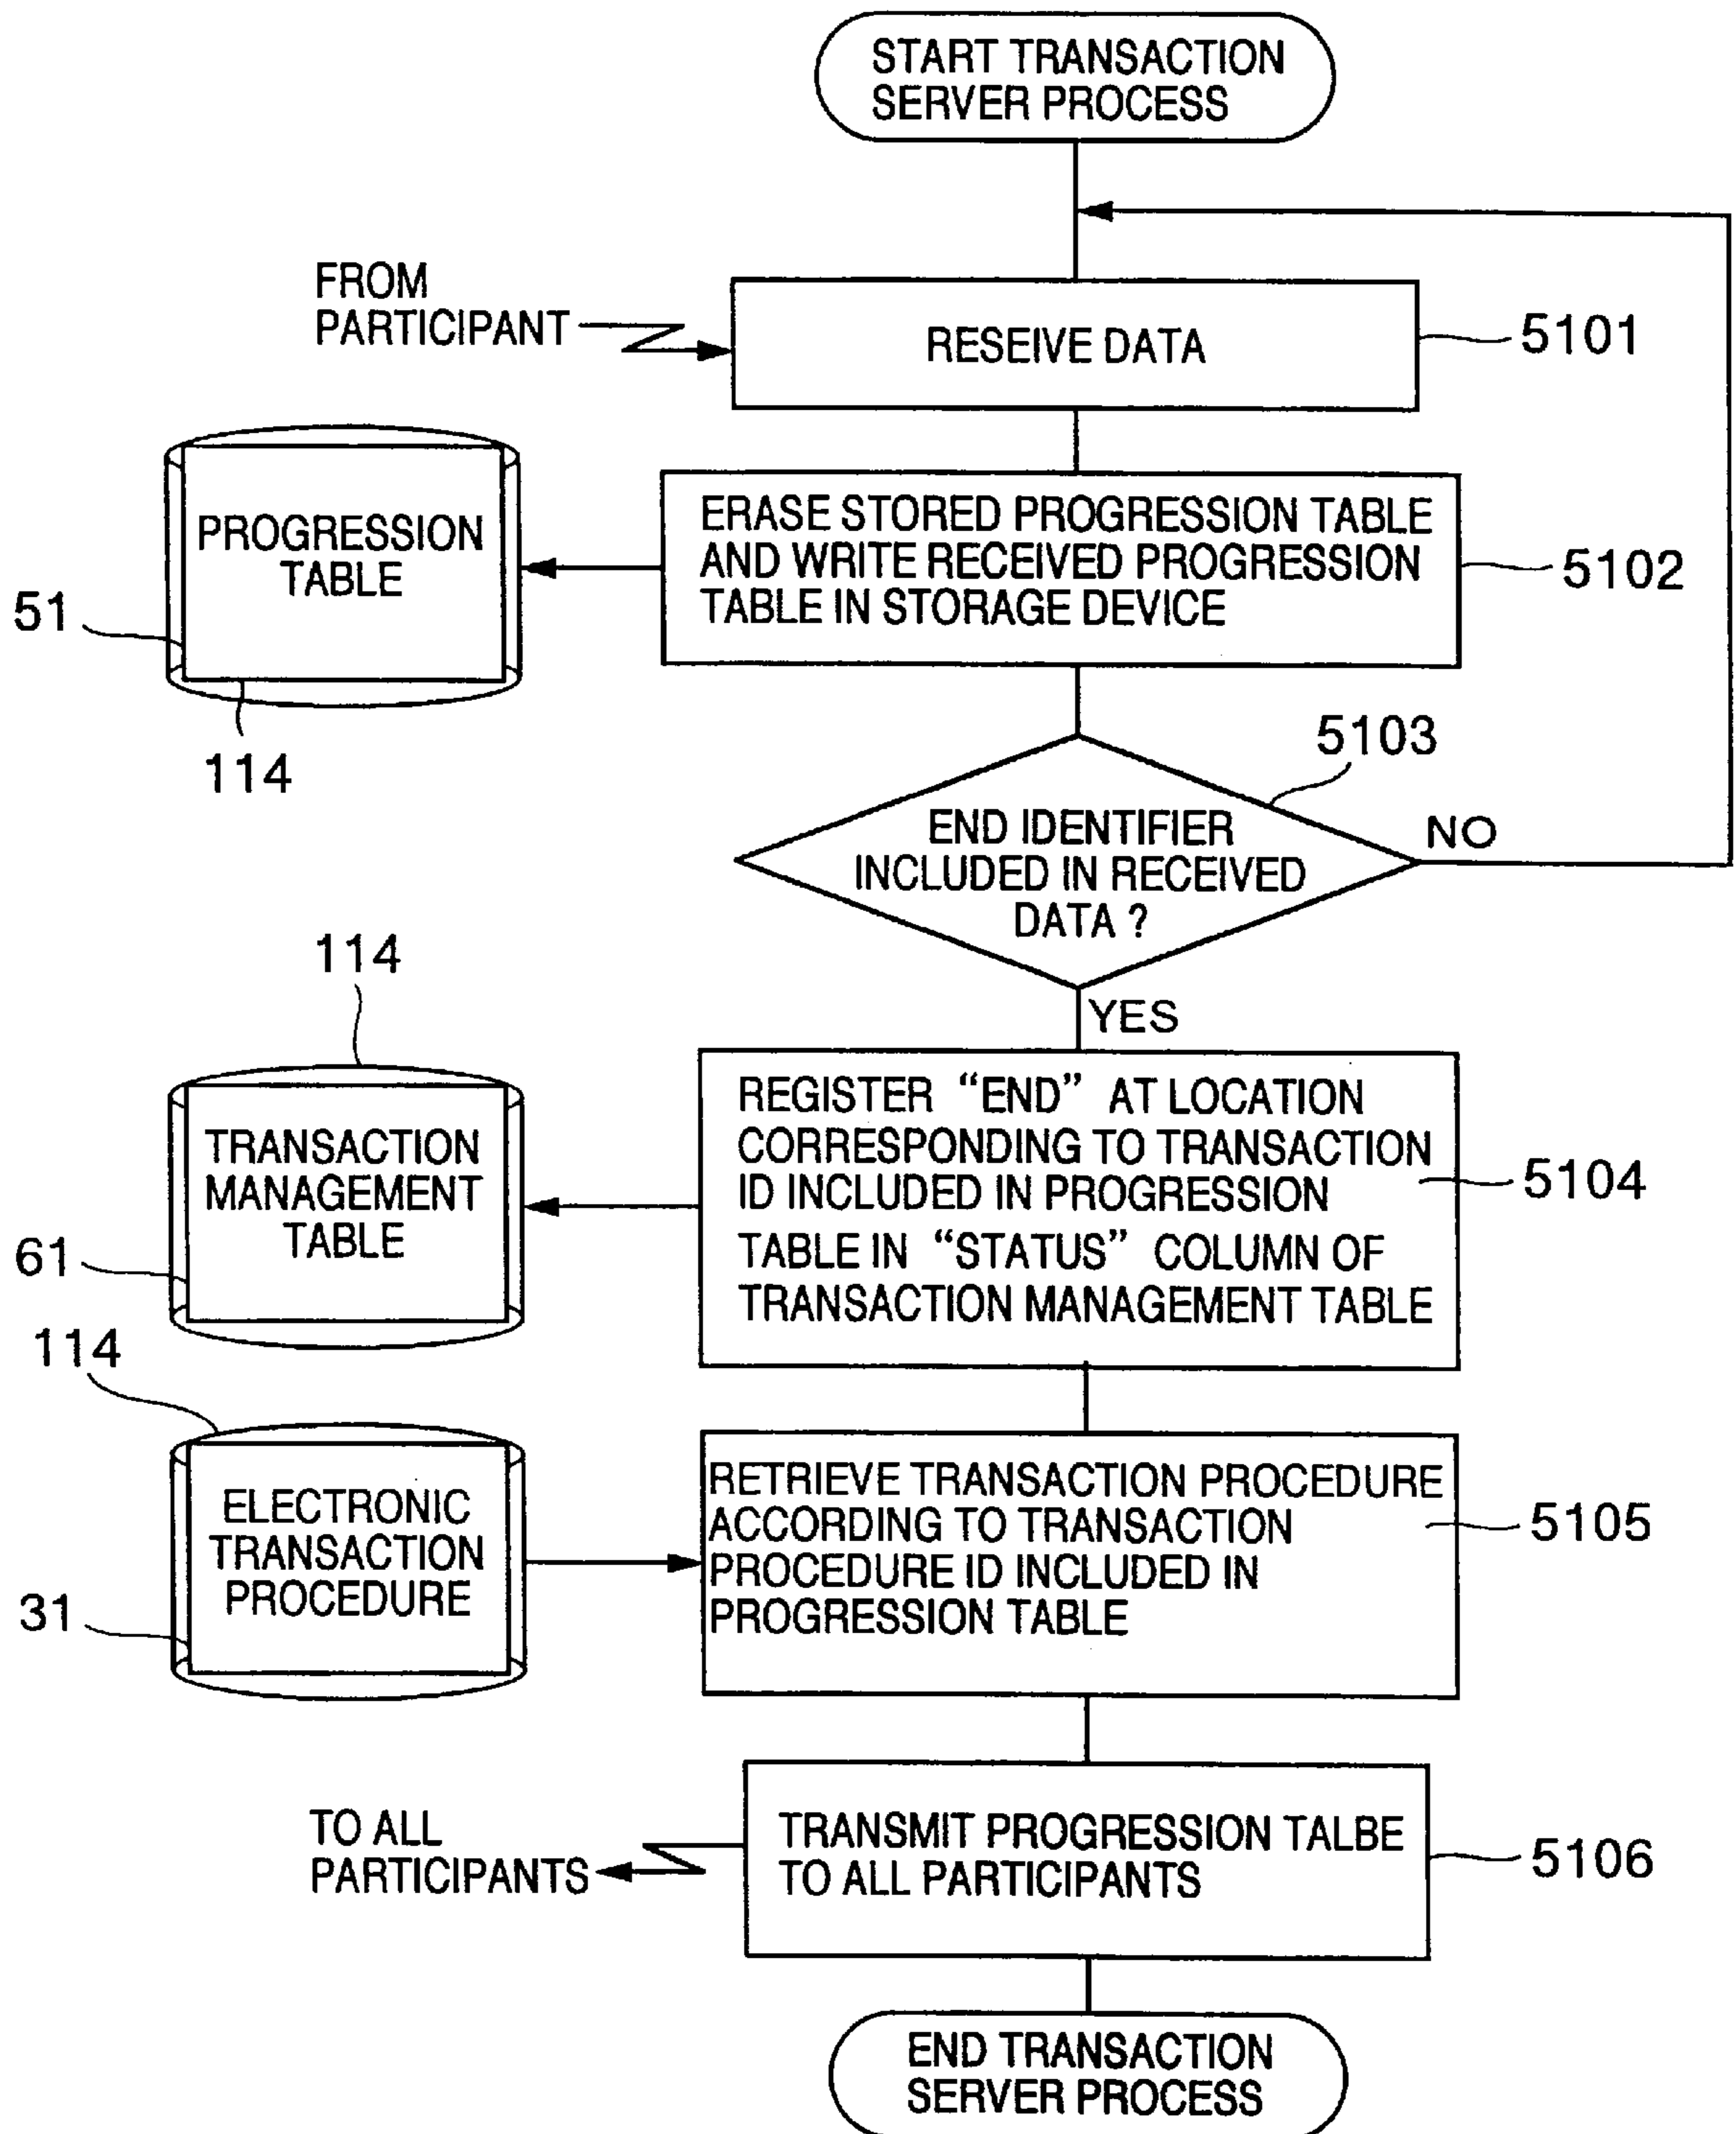 START TRANSACTION
SERVER PROCESS
FROM
PARTICIPANT
RESEIVE DATA
5101
PROGRESSION
TABLE
51
114
ERASE STORED PROGRESSION TABLE
AND WRITE RECEIVED PROGRESSION
TABLE IN STORAGE DEVICE
5102
5103
END IDENTIFIER
INCLUDED IN RECEIVED
DATA ?
NO
YES
114
TRANSACTION
MANAGEMENT
TABLE
61
REGISTER “END” AT LOCATION
CORRESPONDING TO TRANSACTION
ID INCLUDED IN PROGRESSION
TABLE IN “STATUS” COLUMN OF
TRANSACTION MANAGEMENT TABLE
5104
114
ELECTRONIC
TRANSACTION
PROCEDURE
31
RETRIEVE TRANSACTION PROCEDURE
ACCORDING TO TRANSACTION
PROCEDURE ID INCLUDED IN
PROGRESSION TABLE
5105
TO ALL
PARTICIPANTS
TRANSMIT PROGRESSION TALBE
TO ALL PARTICIPANTS
5106
END TRANSACTION
SERVER PROCESS